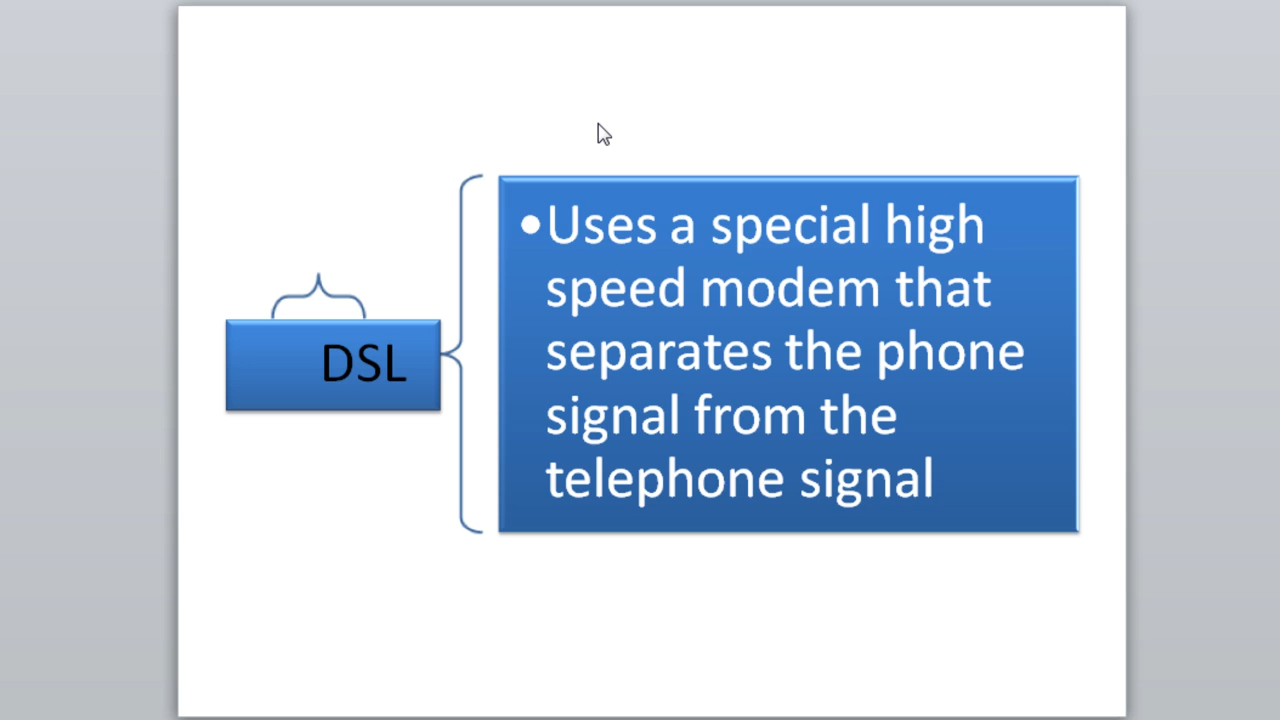 DSL
•Uses a special high
speed modem that
separates the phone
signal from the
telephone signal